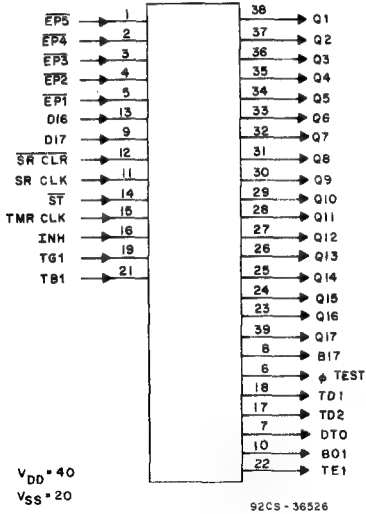 EP5 1
EP4 2
EP3 3
EP2 4
EP1 5
DI6 13
DI7 9
SR CLR 12
SR CLK 11
ST 14
TMR CLK 15
INH 16
TG1 19
TB1 21
38 Q1
37 Q2
36 Q3
35 Q4
34 Q5
33 Q6
32 Q7
31 Q8
30 Q9
29 Q10
28 Q11
27 Q12
26 Q13
25 Q14
24 Q15
23 Q16
39 Q17
8 B17
6 φ TEST
18 TD1
17 TD2
7 DTO
10 BO1
22 TE1
VDD = 40
VSS = 20
92CS-36526